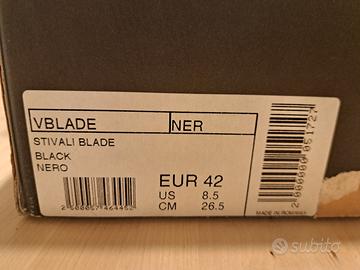 VBLADE NER
STIVALI BLADE
BLACK
NERO
EUR 42
US 8.5
CM 26.5
MADE IN ROMANIA
subito